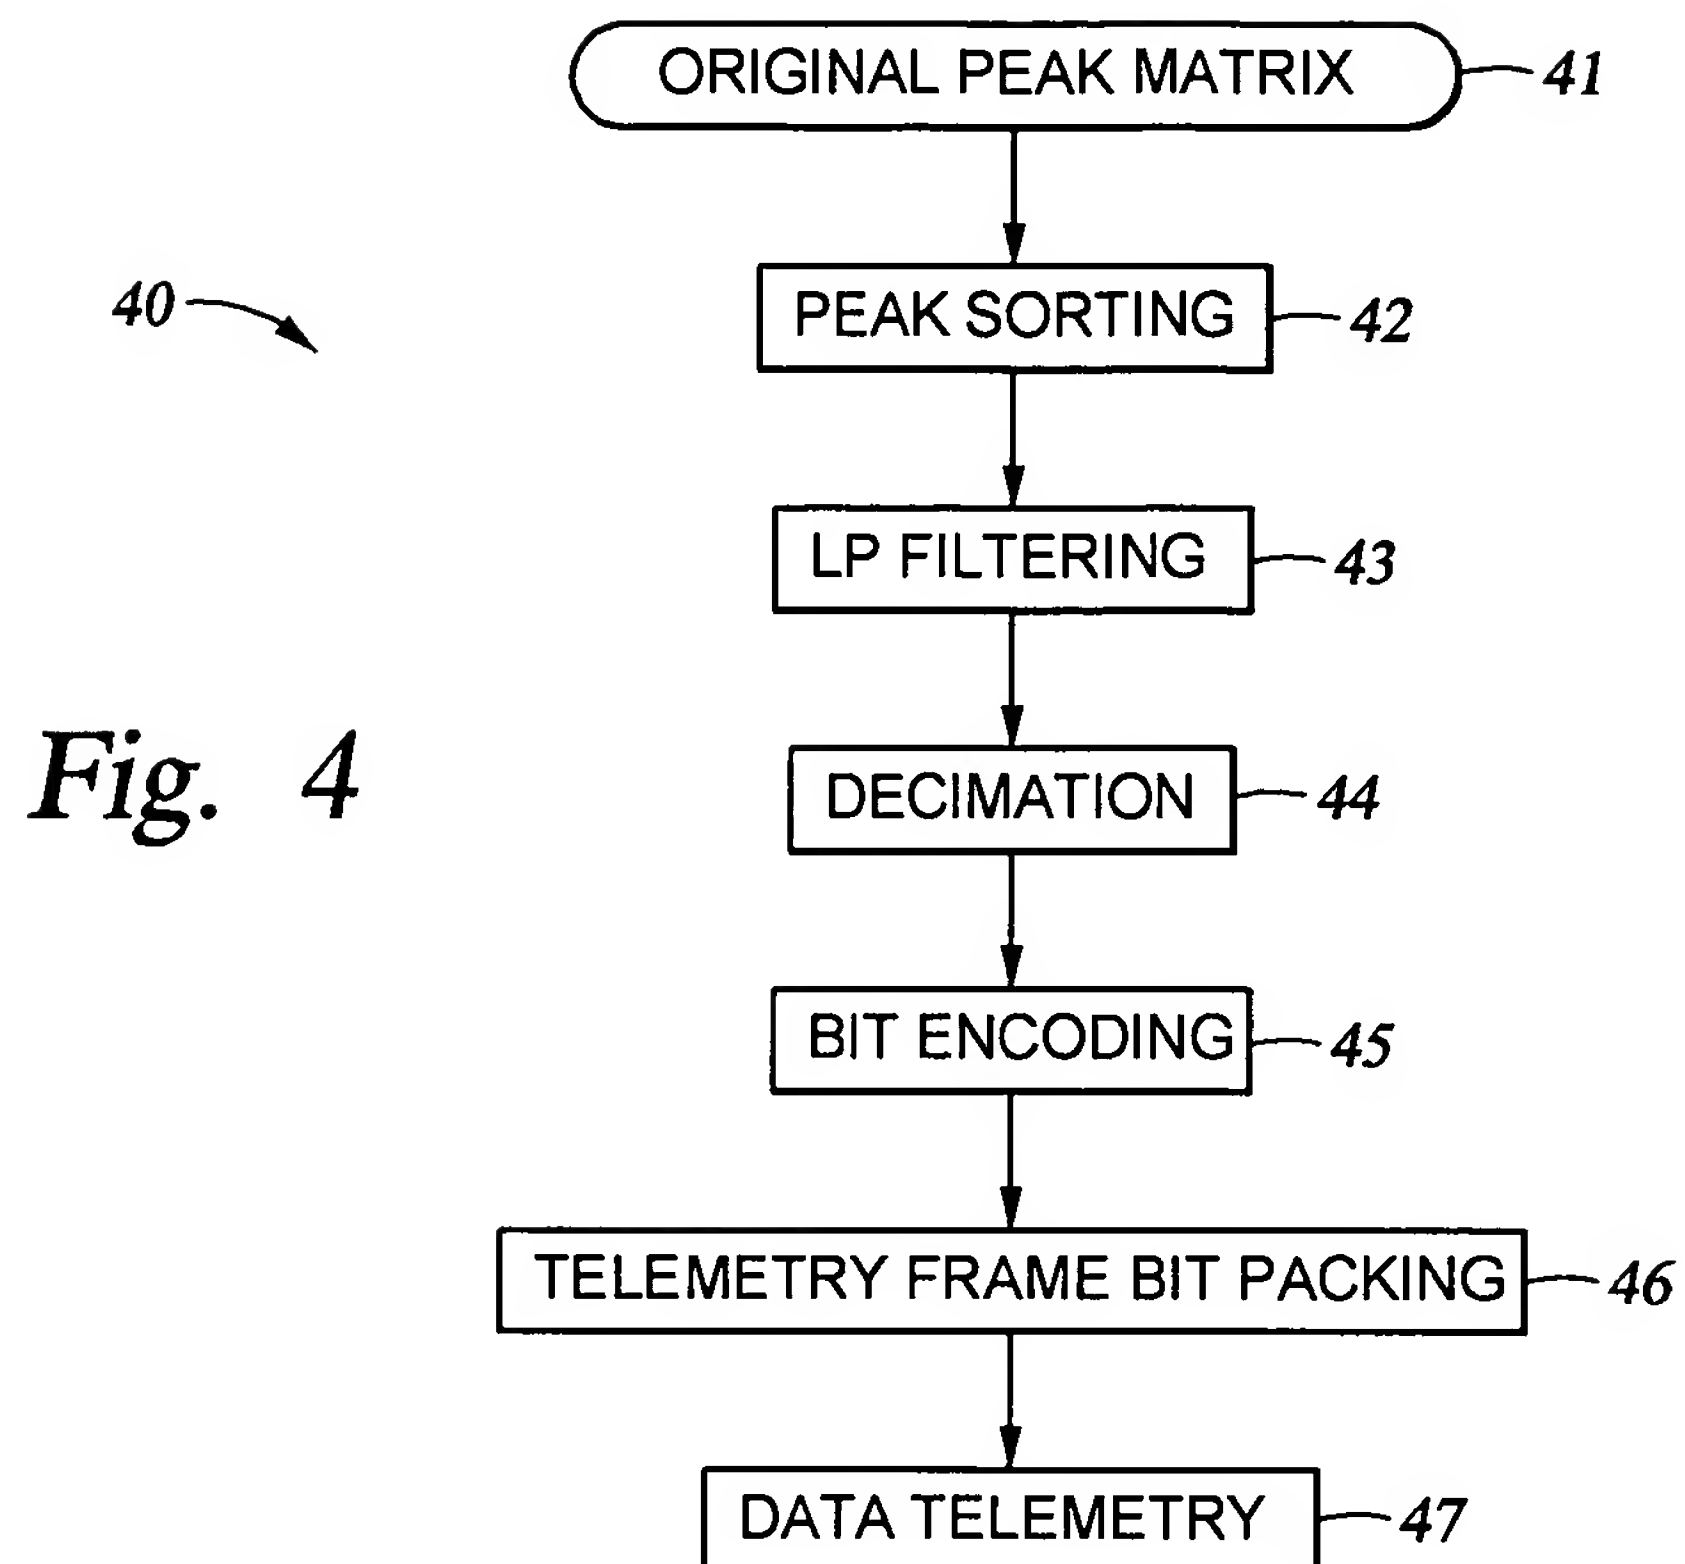 ORIGINAL PEAK MATRIX 41
40
PEAK SORTING 42
LP FILTERING 43
Fig. 4
DECIMATION 44
BIT ENCODING 45
TELEMETRY FRAME BIT PACKING 46
DATA TELEMETRY 47